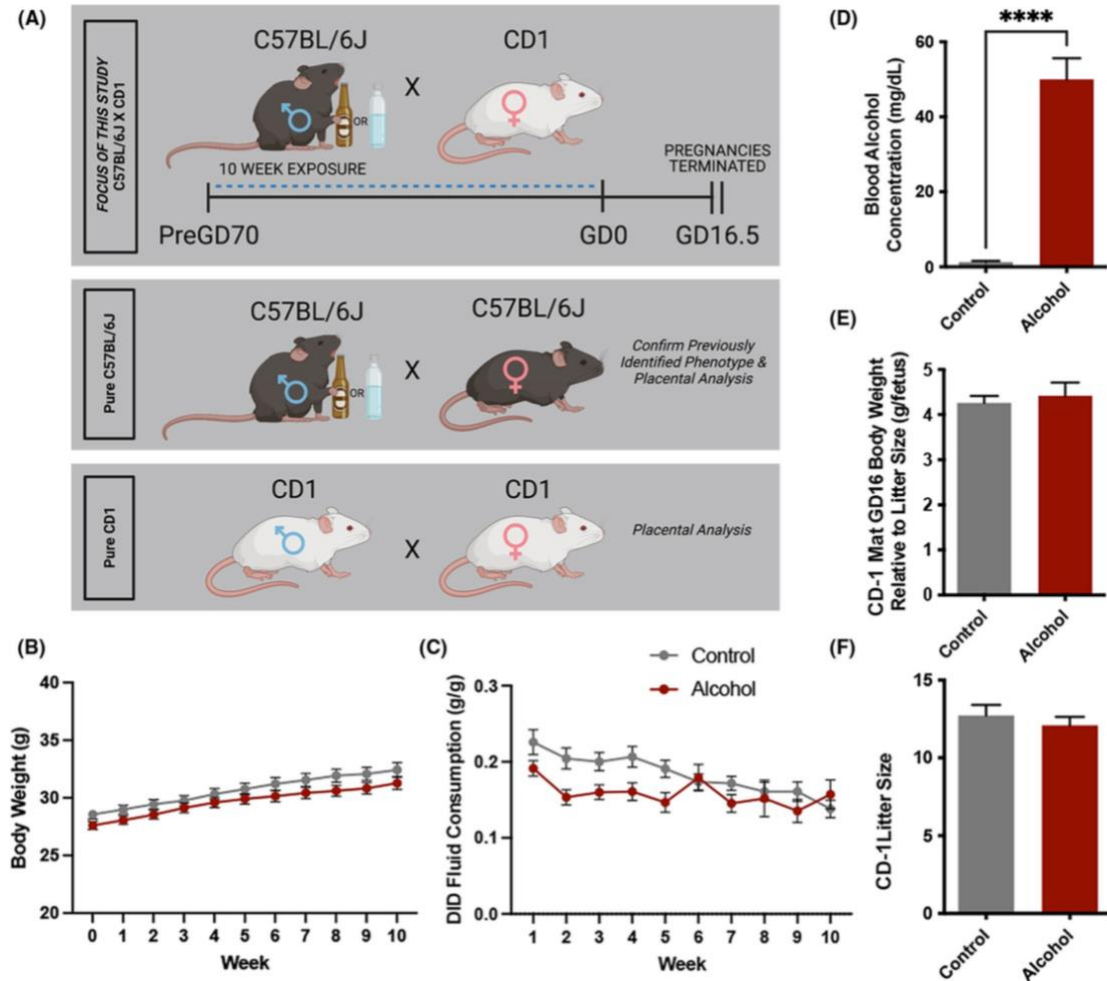 (A)
FOCUS OF THIS STUDY
C57BL/6J X CD1
C57BL/6J
CD1
X
OR
10 WEEK EXPOSURE
PREGNANCIES
TERMINATED
PreGD70
GD0
GD16.5
Pure C57BL/6J
C57BL/6J
C57BL/6J
X
OR
Confirm Previously
Identified Phenotype &
Placental Analysis
Pure CD1
CD1
CD1
X
Placental Analysis
(B)
Body Weight (g)
40
35
30
25
20
0 1 2 3 4 5 6 7 8 9 10
Week
(C)
Control
Alcohol
DID Fluid Consumption (g/g)
0.3
0.2
0.1
0.0
1 2 3 4 5 6 7 8 9 10
Week
(D)
****
Blood Alcohol
Concentration (mg/dL)
60
40
20
0
Control
Alcohol
(E)
CD-1 Mat GD16 Body Weight
Relative to Litter Size (g/fetus)
5
4
3
2
1
0
Control
Alcohol
(F)
CD-1Litter Size
15
10
5
0
Control
Alcohol